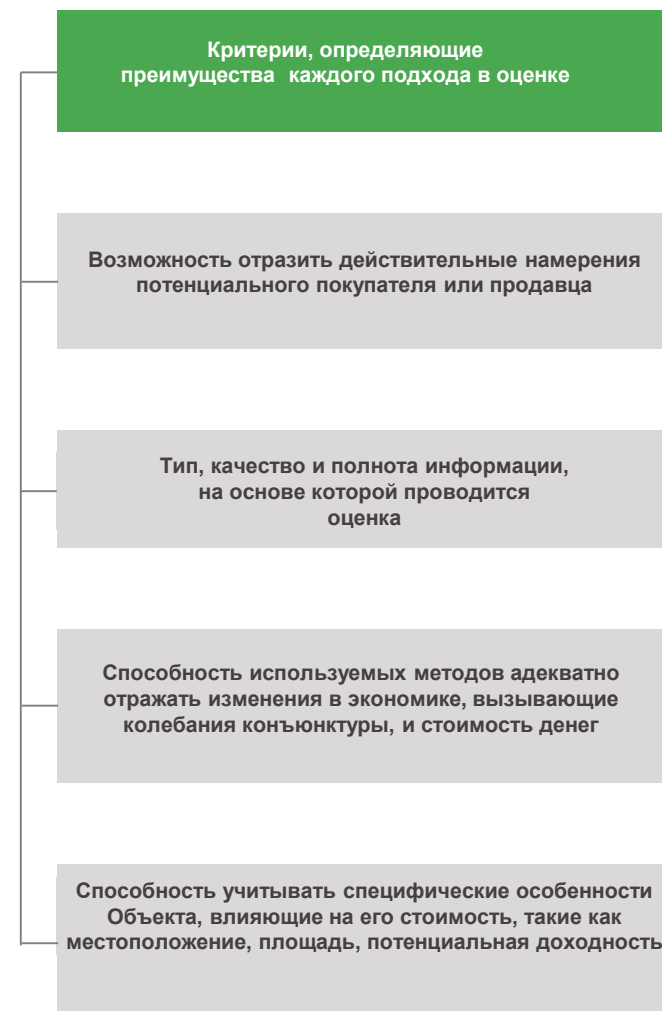 Критерии, определяющие
преимущества каждого подхода в оценке
Возможность отразить действительные намерения
потенциального покупателя или продавца
Тип, качество и полнота информации,
на основе которой проводится
оценка
Способность используемых методов адекватно
отражать изменения в экономике, вызывающие
колебания конъюнктуры, и стоимость денег
Способность учитывать специфические особенности
Объекта, влияющие на его стоимость, такие как
местоположение, площадь, потенциальная доходность